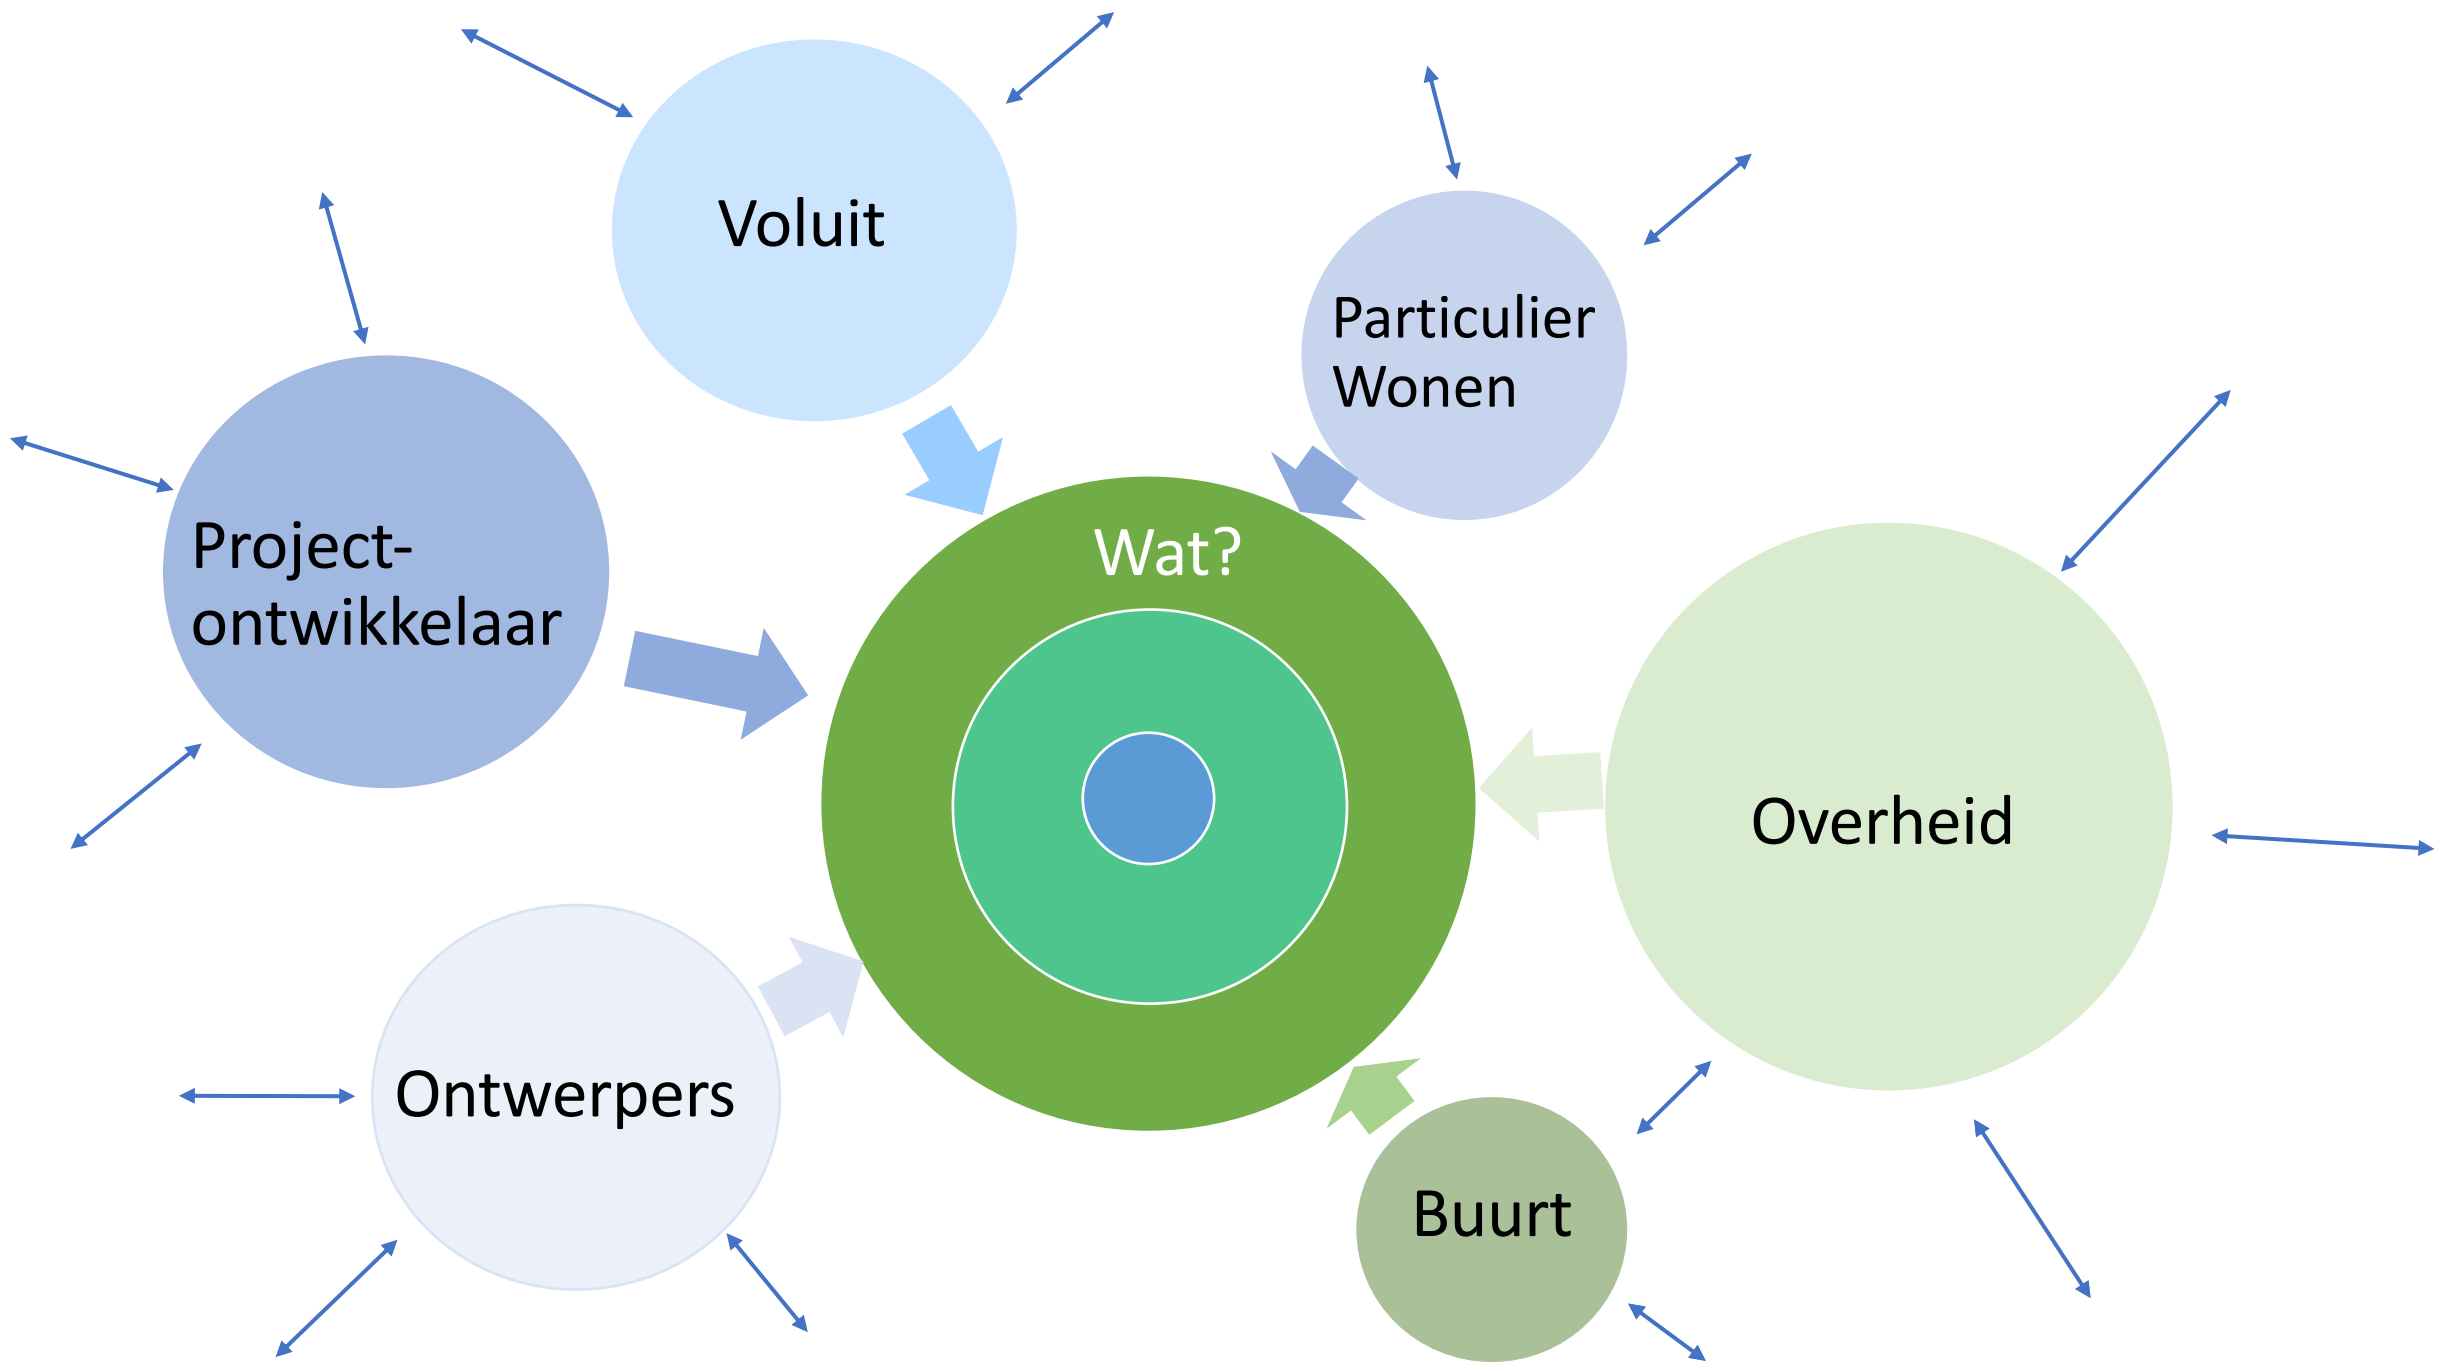 Voluit
Particulier
Wonen
Project-
ontwikkelaar
Wat?
Overheid
Ontwerpers
Buurt